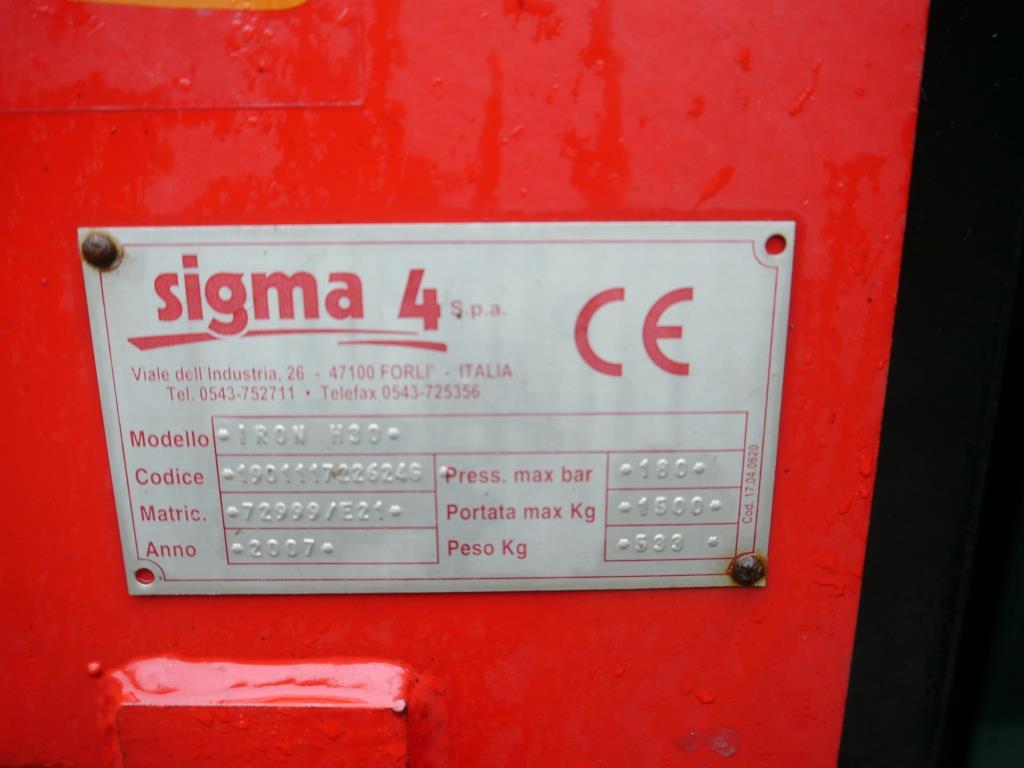 sigma 4 S.p.a.
CE
Viale dell'Industria, 26 - 47100 FORLI' - ITALIA
Tel. 0543-752711 • Telefax 0543-725356
Modello *IRON H30*
Codice Press. max bar *180*
Matric. *72999/E21* Portata max Kg *1500*
Anno *2007* Peso Kg *533 *
Cod. 17.04.0620